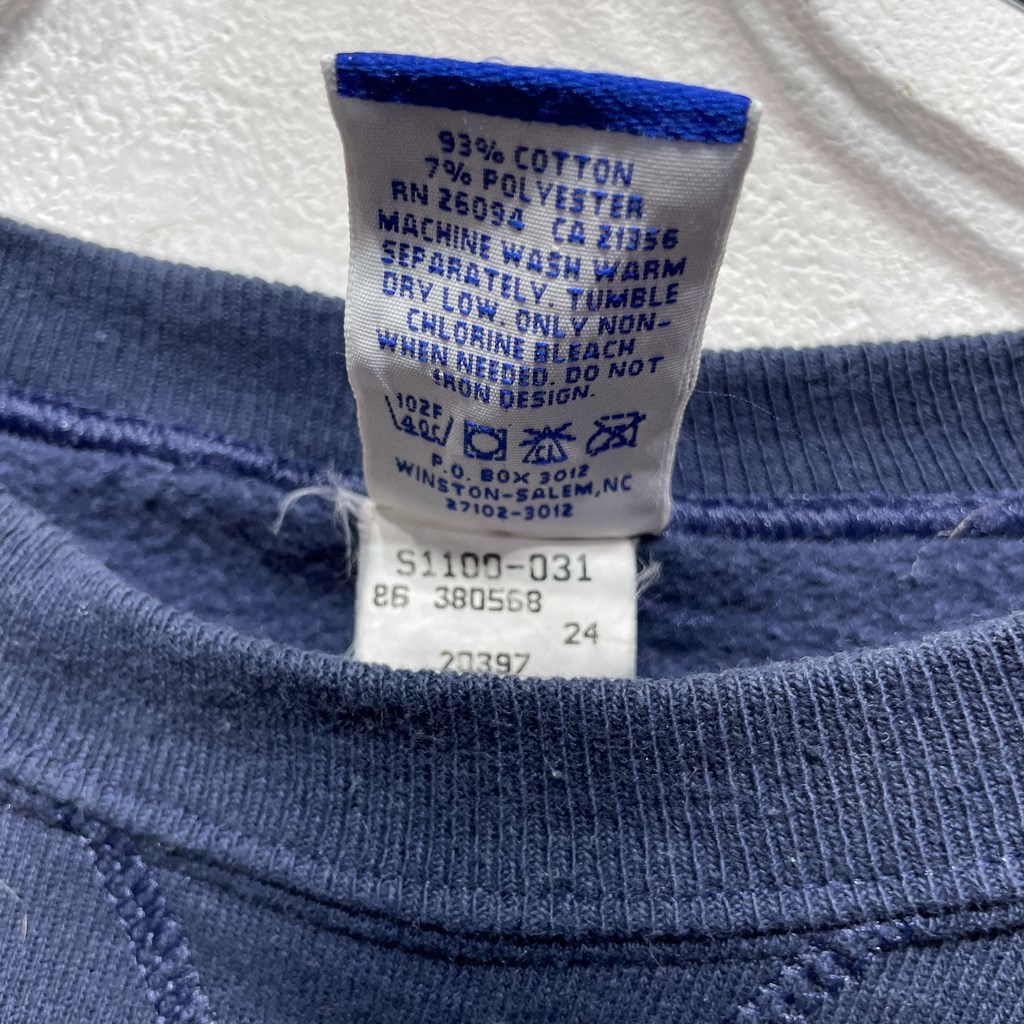 93% COTTON
7% POLYESTER
RN 26094 CA 21356
MACHINE WASH WARM
SEPARATELY. TUMBLE
DRY LOW. ONLY NON-
CHLORINE BLEACH
WHEN NEEDED. DO NOT
IRON DESIGN.
102F
40C
CL
P.O. BOX 3012
WINSTON-SALEM, NC
27102-3012
S1100-031
86 380568
24
20397